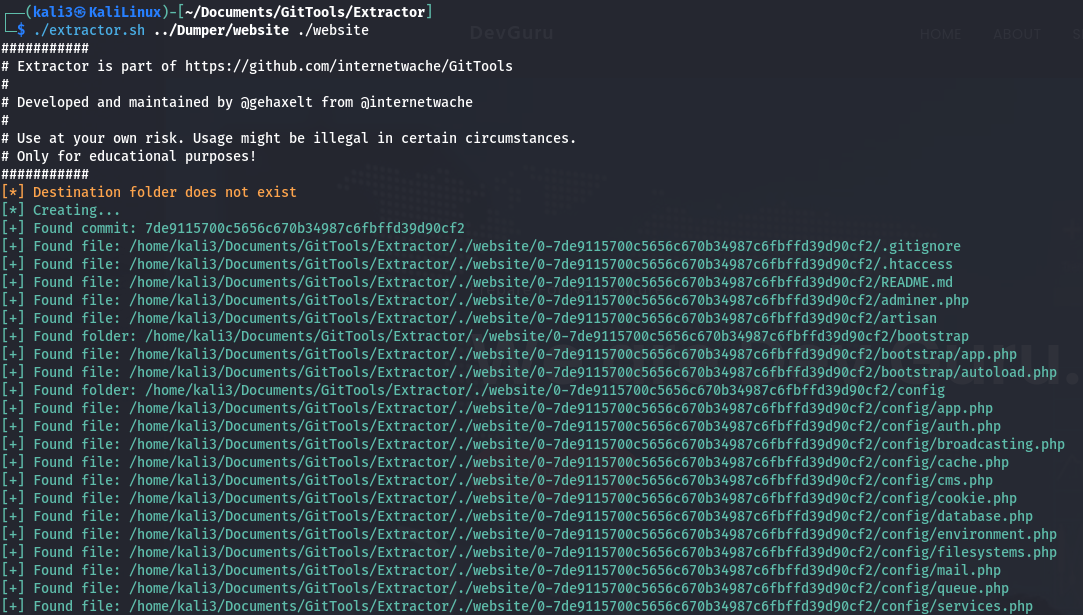 ┌──(kali3㉿KaliLinux)-[~/Documents/GitTools/Extractor]
└─$ ./extractor.sh ../Dumper/website ./website
DevGuru
HOME ABOUT
###########
# Extractor is part of https://github.com/internetwache/GitTools
#
# Developed and maintained by @gehaxelt from @internetwache
#
# Use at your own risk. Usage might be illegal in certain circumstances.
# Only for educational purposes!
###########
[*] Destination folder does not exist
[*] Creating...
[+] Found commit: 7de9115700c5656c670b34987c6fbffd39d90cf2
[+] Found file: /home/kali3/Documents/GitTools/Extractor/./website/0-7de9115700c5656c670b34987c6fbffd39d90cf2/.gitignore
[+] Found file: /home/kali3/Documents/GitTools/Extractor/./website/0-7de9115700c5656c670b34987c6fbffd39d90cf2/.htaccess
[+] Found file: /home/kali3/Documents/GitTools/Extractor/./website/0-7de9115700c5656c670b34987c6fbffd39d90cf2/README.md
[+] Found file: /home/kali3/Documents/GitTools/Extractor/./website/0-7de9115700c5656c670b34987c6fbffd39d90cf2/adminer.php
[+] Found file: /home/kali3/Documents/GitTools/Extractor/./website/0-7de9115700c5656c670b34987c6fbffd39d90cf2/artisan
[+] Found folder: /home/kali3/Documents/GitTools/Extractor/./website/0-7de9115700c5656c670b34987c6fbffd39d90cf2/bootstrap
[+] Found file: /home/kali3/Documents/GitTools/Extractor/./website/0-7de9115700c5656c670b34987c6fbffd39d90cf2/bootstrap/app.php
[+] Found file: /home/kali3/Documents/GitTools/Extractor/./website/0-7de9115700c5656c670b34987c6fbffd39d90cf2/bootstrap/autoload.php
[+] Found folder: /home/kali3/Documents/GitTools/Extractor/./website/0-7de9115700c5656c670b34987c6fbffd39d90cf2/config
[+] Found file: /home/kali3/Documents/GitTools/Extractor/./website/0-7de9115700c5656c670b34987c6fbffd39d90cf2/config/app.php
[+] Found file: /home/kali3/Documents/GitTools/Extractor/./website/0-7de9115700c5656c670b34987c6fbffd39d90cf2/config/auth.php
[+] Found file: /home/kali3/Documents/GitTools/Extractor/./website/0-7de9115700c5656c670b34987c6fbffd39d90cf2/config/broadcasting.php
[+] Found file: /home/kali3/Documents/GitTools/Extractor/./website/0-7de9115700c5656c670b34987c6fbffd39d90cf2/config/cache.php
[+] Found file: /home/kali3/Documents/GitTools/Extractor/./website/0-7de9115700c5656c670b34987c6fbffd39d90cf2/config/cms.php
[+] Found file: /home/kali3/Documents/GitTools/Extractor/./website/0-7de9115700c5656c670b34987c6fbffd39d90cf2/config/cookie.php
[+] Found file: /home/kali3/Documents/GitTools/Extractor/./website/0-7de9115700c5656c670b34987c6fbffd39d90cf2/config/database.php
[+] Found file: /home/kali3/Documents/GitTools/Extractor/./website/0-7de9115700c5656c670b34987c6fbffd39d90cf2/config/environment.php
[+] Found file: /home/kali3/Documents/GitTools/Extractor/./website/0-7de9115700c5656c670b34987c6fbffd39d90cf2/config/filesystems.php
[+] Found file: /home/kali3/Documents/GitTools/Extractor/./website/0-7de9115700c5656c670b34987c6fbffd39d90cf2/config/mail.php
[+] Found file: /home/kali3/Documents/GitTools/Extractor/./website/0-7de9115700c5656c670b34987c6fbffd39d90cf2/config/queue.php
[+] Found file: /home/kali3/Documents/GitTools/Extractor/./website/0-7de9115700c5656c670b34987c6fbffd39d90cf2/config/services.php